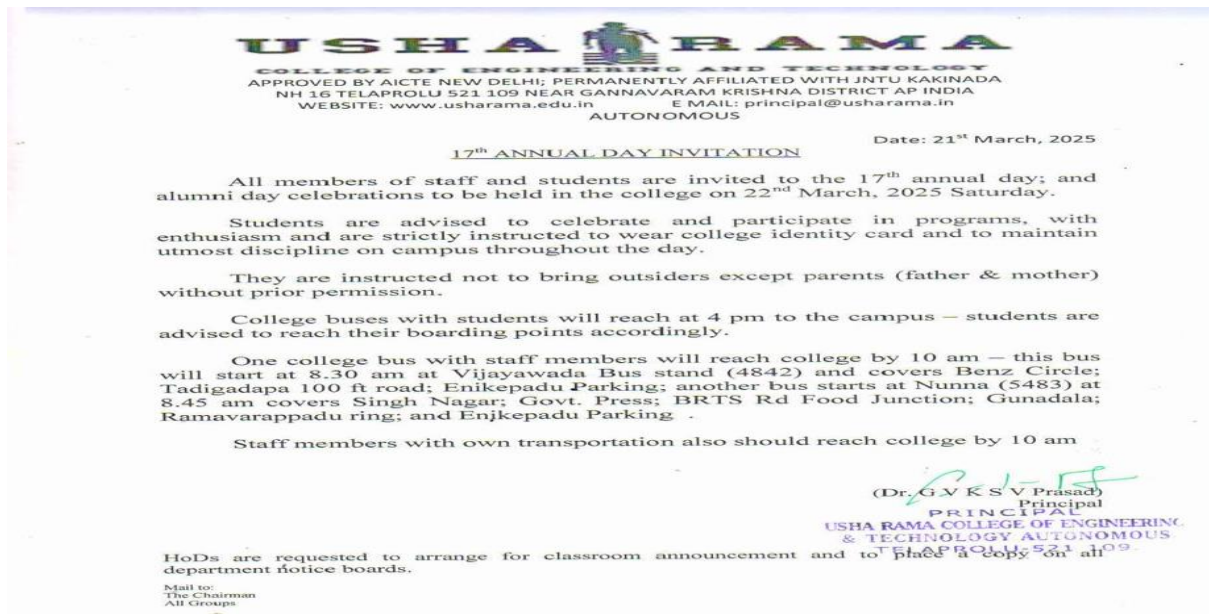 USHA RAMA
COLLEGE OF ENGINEERING AND TECHNOLOGY
APPROVED BY AICTE NEW DELHI; PERMANENTLY AFFILIATED WITH JNTU KAKINADA
NH 16 TELAPROLU 521 109 NEAR GANNAVARAM KRISHNA DISTRICT AP INDIA
WEBSITE: www.usharama.edu.in E MAIL: principal@usharama.in
AUTONOMOUS
Date: 21st March, 2025
17th ANNUAL DAY INVITATION
All members of staff and students are invited to the 17th annual day; and
alumni day celebrations to be held in the college on 22nd March, 2025 Saturday.
Students are advised to celebrate and participate in programs, with
enthusiasm and are strictly instructed to wear college identity card and to maintain
utmost discipline on campus throughout the day.
They are instructed not to bring outsiders except parents (father & mother)
without prior permission.
College buses with students will reach at 4 pm to the campus – students are
advised to reach their boarding points accordingly.
One college bus with staff members will reach college by 10 am – this bus
will start at 8.30 am at Vijayawada Bus stand (4842) and covers Benz Circle;
Tadigadapa 100 ft road; Enikepadu Parking; another bus starts at Nunna (5483) at
8.45 am covers Singh Nagar; Govt. Press; BRTS Rd Food Junction; Gunadala;
Ramavarappadu ring; and Enjkepadu Parking .
Staff members with own transportation also should reach college by 10 am
(Dr. G V K S V Prasad)
Principal
PRINCIPAL
USHA RAMA COLLEGE OF ENGINEERING
& TECHNOLOGY AUTONOMOUS
TELAPROLU-521 109.
HoDs are requested to arrange for classroom announcement and to place a copy on all
department notice boards.
Mail to:
The Chairman
All Groups